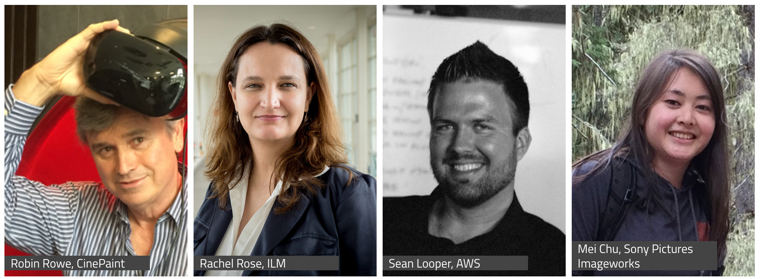 Robin Rowe, CinePaint
Rachel Rose, ILM
Sean Looper, AWS
Mei Chu, Sony Pictures
Imageworks